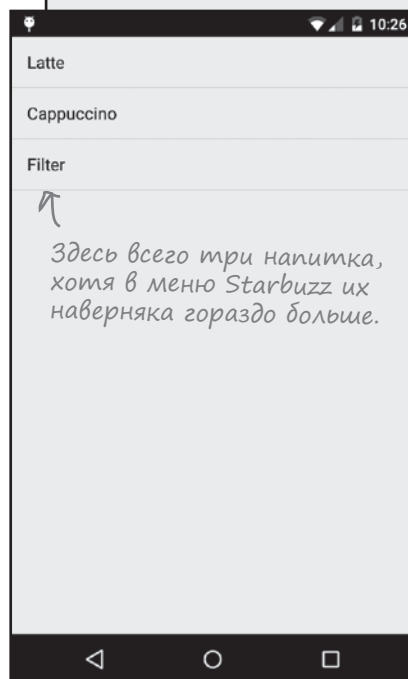 10:26
Latte
Cappuccino
Filter
Здесь всего три напитка,
хотя в меню Starbuzz их
наверняка гораздо больше.